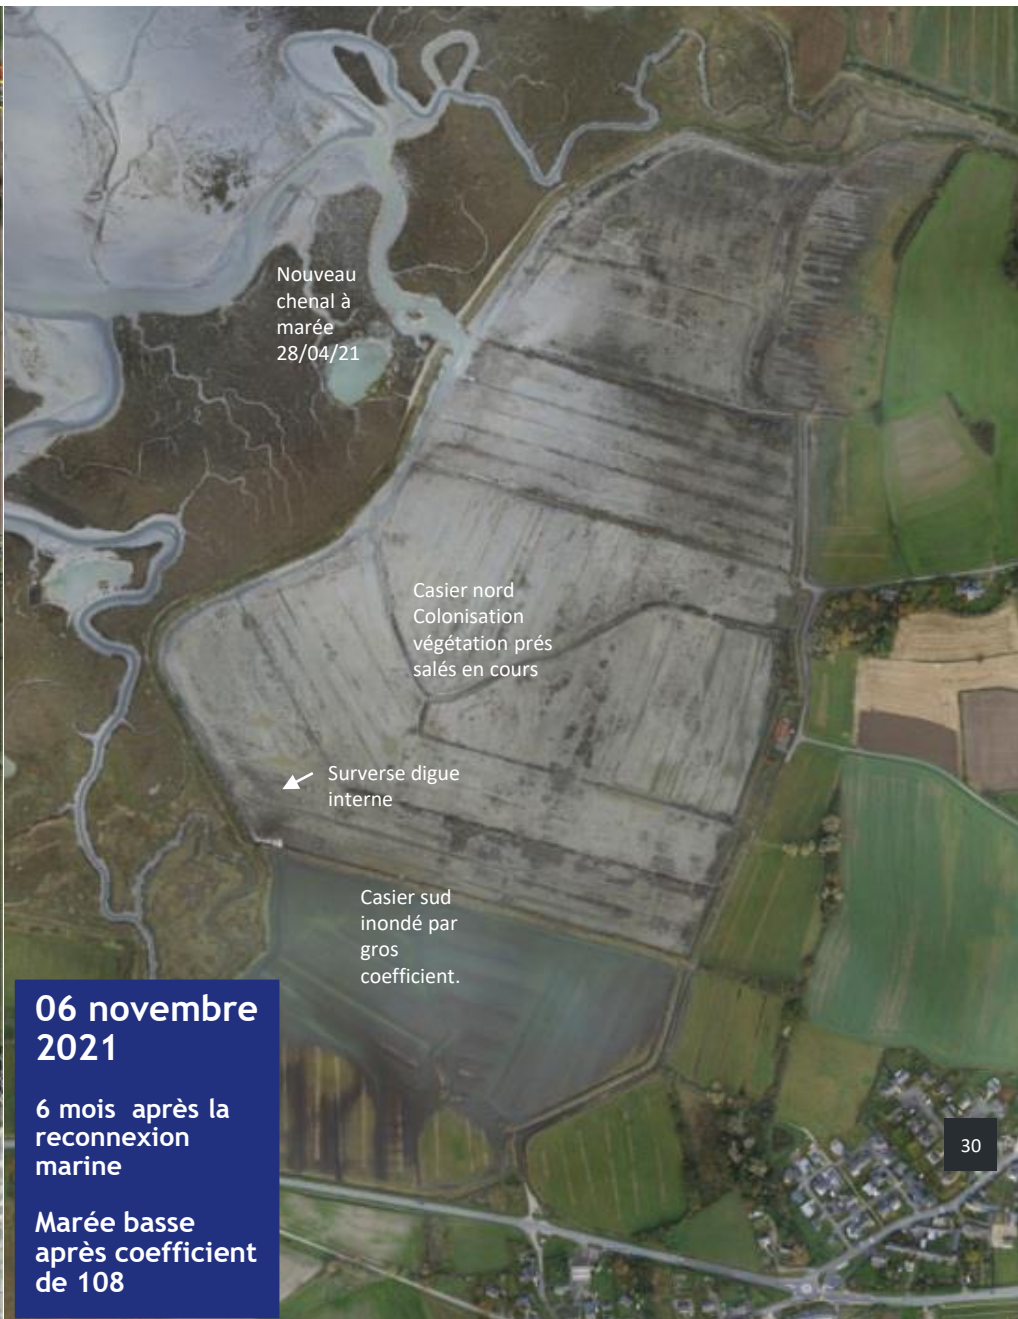 Nouveau
chenal à
marée
28/04/21
Casier nord
Colonisation
végétation prés
salés en cours
Surverse digue
interne
Casier sud
inondé par
gros
coefficient.
06 novembre
2021
6 mois après la
reconnexion
marine
Marée basse
après coefficient
de 108
30